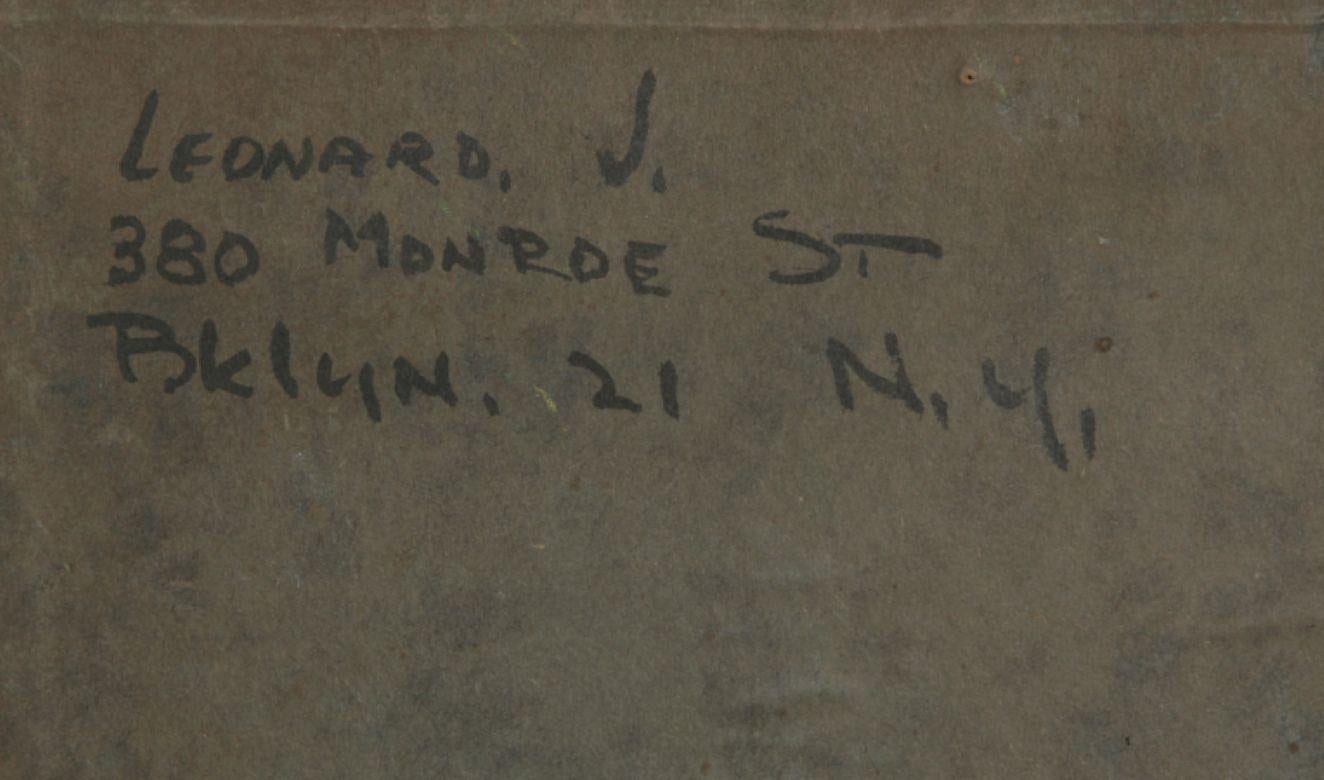 LEONARD, J.
380 MONROE ST
BKlyN. 21 N.Y.